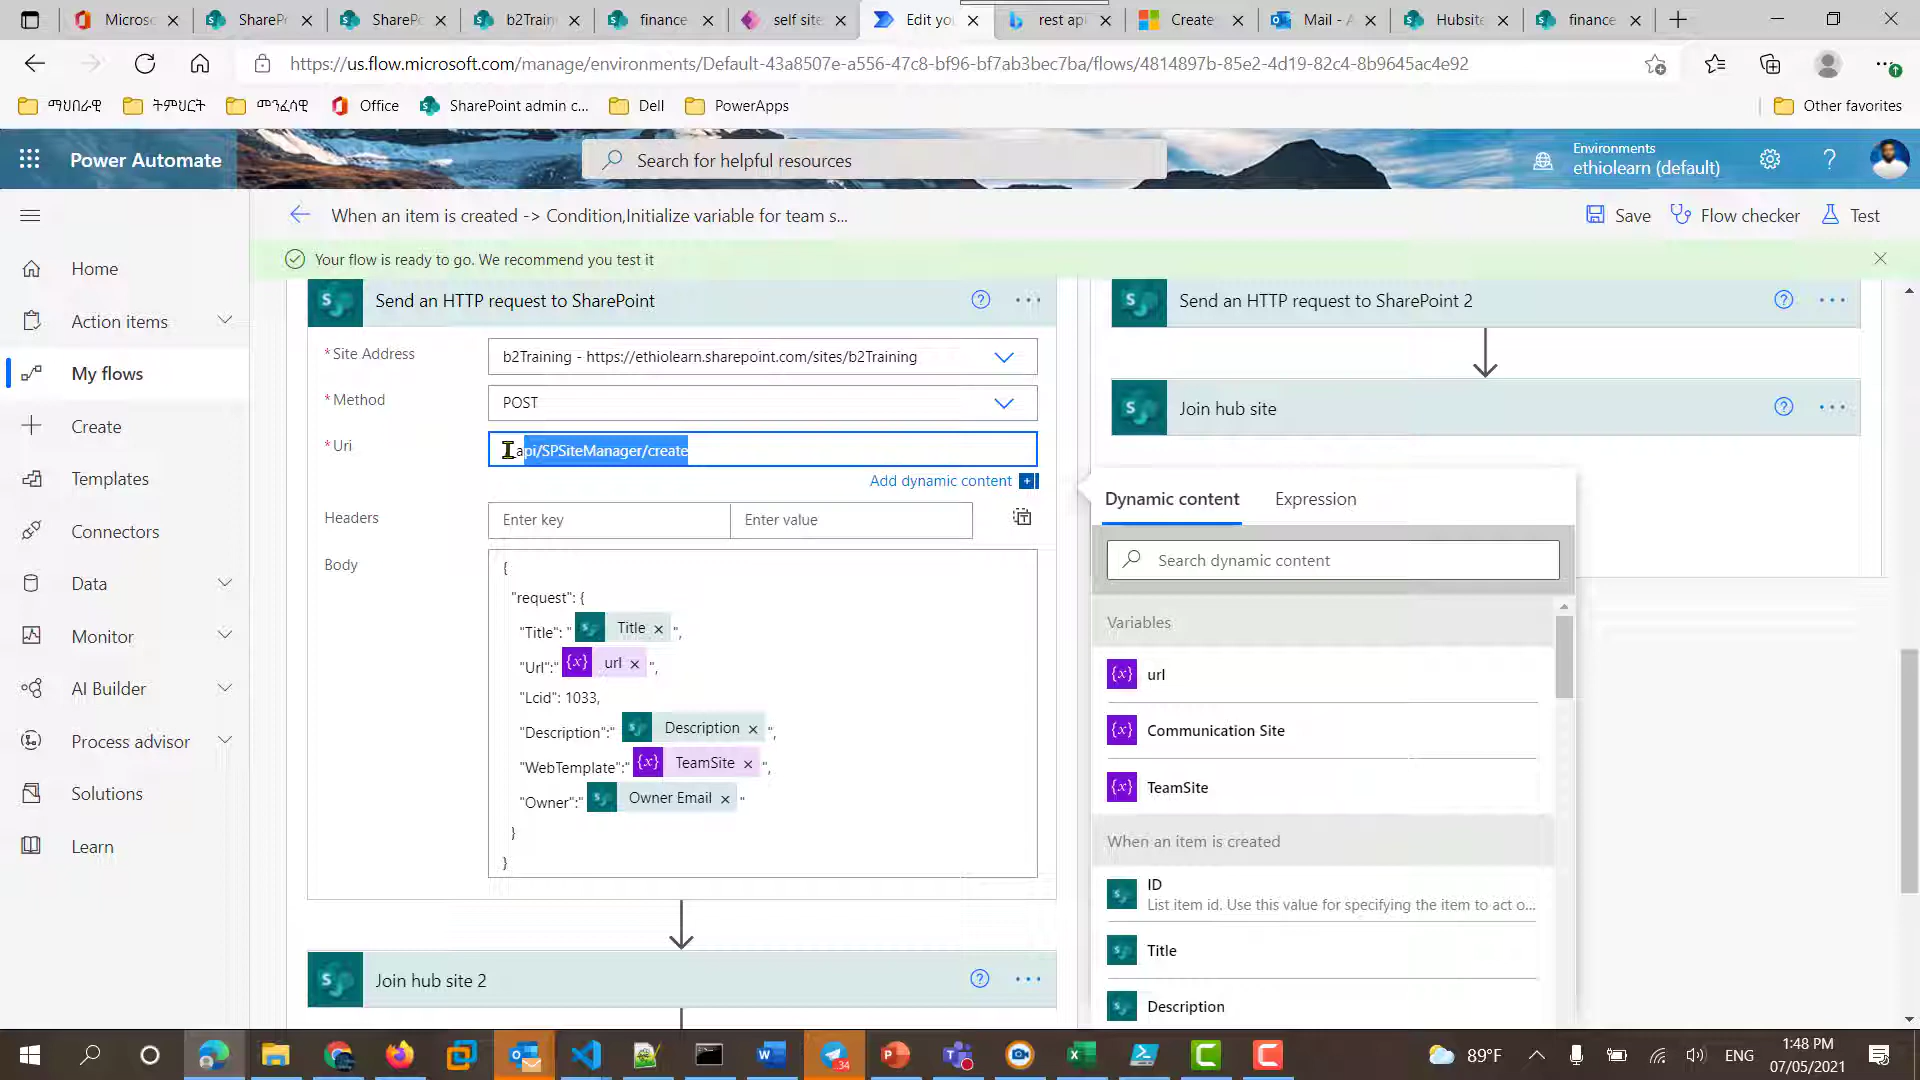 Micros
SharePo
SharePo
b2Traini
finance
self site
Edit you
rest api
Create
Mail - A
Hubsite
finance
https://us.flow.microsoft.com/manage/environments/Default-43a8507e-a556-47c8-bf96-bf7ab3bec7ba/flows/4814897b-85e2-4d19-82c4-8b9645ac4e92
ማህበራዊ
ትምህርት
መንፈሳዊ
Office
SharePoint admin c...
Dell
PowerApps
Other favorites
Power Automate
Search for helpful resources
Environments
ethiolearn (default)
When an item is created -> Condition,Initialize variable for team s...
Save
Flow checker
Test
Your flow is ready to go. We recommend you test it
Home
Action items
My flows
Create
Templates
Connectors
Data
Monitor
AI Builder
Process advisor
Solutions
Learn
Send an HTTP request to SharePoint
* Site Address
b2Training - https://ethiolearn.sharepoint.com/sites/b2Training
* Method
POST
* Uri
api/SPSiteManager/create
Add dynamic content
Headers
Enter key
Enter value
Body
{
"request": {
"Title": " Title ",
"Url":" {x} url ",
"Lcid": 1033,
"Description":" Description ",
"WebTemplate":" {x} TeamSite ",
"Owner":" Owner Email "
}
}
Join hub site 2
Send an HTTP request to SharePoint 2
Join hub site
Dynamic content
Expression
Search dynamic content
Variables
{x} url
{x} Communication Site
{x} TeamSite
When an item is created
ID
List item id. Use this value for specifying the item to act o...
Title
Description
34
89°F
ENG
1:48 PM
07/05/2021